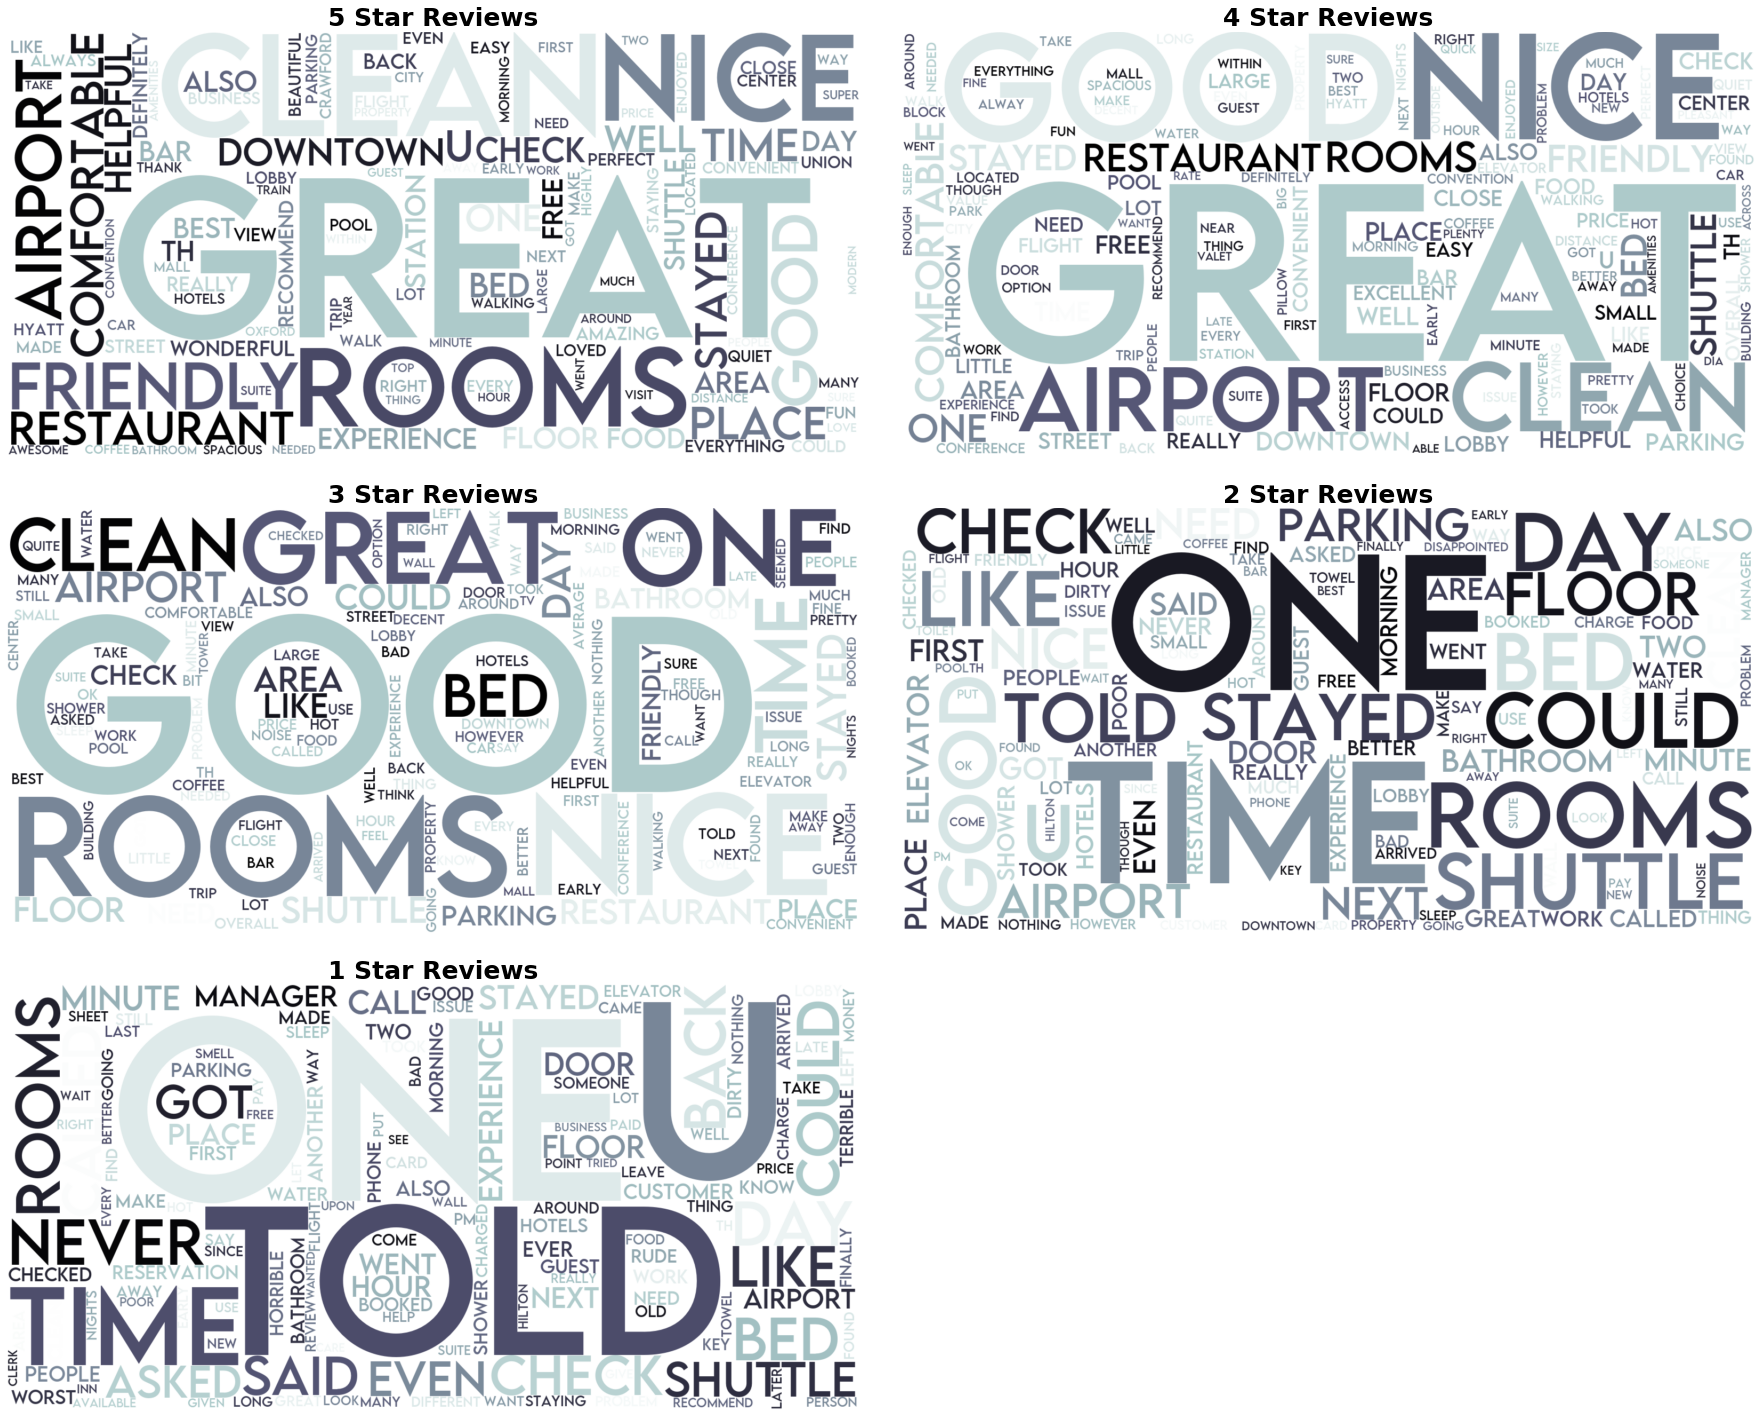 5 Star Reviews
LIKE
ALWAYS
TAKE
AIRPORT
COMFORTABLE
HELPFUL
DEFINITELY
AMENITIES
CLEAN
NICE
ALSO
BUSINESS
BEAUTIFUL
PARKING
CRAWFORD
EVEN
BACK
CITY
FLIGHT
PROPERTY
EASY
MORNING
FIRST
TWO
PRICE
ENJOYED
CLOSE
CENTER
WAY
SUPER
BAR
THANK
DOWNTOWN
U
CHECK
NEED
PERFECT
WELL
TIME
DAY
UNION
LOBBY
TRAIN
GUEST
AWAY
EARLY
WORK
CONVENIENT
GREAT
BEST
VIEW
TH
MALL
REALLY
HOTELS
RECOMMEND
POOL
WITHIN
STATION
ONE
FREE
GOT
MAKE
HIGHLY
NEXT
BED
WALKING
LARGE
STAYING
SHUTTLE
LOCATED
MUCH
STAYED
CONFERENCE
GOOD
MODERN
CONVENTION
TRIP
YEAR
LOT
HYATT
CAR
MADE
STREET
OXFORD
WONDERFUL
WALK
MINUTE
AROUND
AMAZING
PEOPLE
LOVED
QUIET
FRIENDLY
SUITE
ROOMS
TOP
RIGHT
THING
EVERY
HOUR
WENT
VISIT
AREA
DISTANCE
MANY
SURE
RESTAURANT
EXPERIENCE
FLOOR
FOOD
PLACE
FUN
LOVE
AWESOME
COFFEE
BATHROOM
SPACIOUS
NEEDED
EVERYTHING
COULD
4 Star Reviews
AROUND
NEEDED
TAKE
LONG
GOOD
NICE
EVERYTHING
FINE
ALWAY
MALL
SPACIOUS
MAKE
DECENT
WITHIN
LARGE
GUEST
PROPERTY
SURE
TWO
BEST
HYATT
NEXT
NIGHTS
RIGHT
QUICK
OUTSIDE
ENJOYED
SIZE
PROBLEM
MUCH
DAY
HOTELS
NEW
PERFECT
CHECK
QUIET
CENTER
PLEASANT
WAY
WALK
BLOCK
FUN
WATER
HOUR
WENT
STAYED
RESTAURANT
ROOMS
ALSO
ELEVATOR
FRIENDLY
VIEW
FOUND
CAR
SLEEP
COMFORTABLE
LOCATED
THOUGH
VALUE
PARK
CITY
POOL
RATE
DEFINITELY
BIG
CONVENTION
CLOSE
FOOD
WALKING
GREAT
NEED
FLIGHT
LOT
WANT
FREE
RECOMMEND
NEAR
THING
VALET
CONVENIENT
PLACE
COFFEE
PLENTY
MORNING
EASY
PRICE
HOT
USE
ACROSS
DISTANCE
GOT
U
BED
AMENITIES
SHUTTLE
TH
ENOUGH
BATHROOM
DOOR
OPTION
TIME
PILLOW
BAR
EXCELLENT
WELL
BETTER
AWAY
SHOWER
LATE
EVERY
FIRST
STATION
EARLY
MANY
SMALL
LIKE
MADE
OVERALL
BUILDING
WORK
LITTLE
TRIP
PEOPLE
MINUTE
DIA
AREA
EXPERIENCE
FIND
AIRPORT
SUITE
ACCESS
BUSINESS
FLOOR
COULD
CLEAN
ISSUE
HOWEVER
STAYING
PRETTY
TOOK
CHOICE
ONE
CONFERENCE
STREET
BACK
QUITE
REALLY
DOWNTOWN
ABLE
LOBBY
HELPFUL
PARKING
3 Star Reviews
CLEAN
QUITE
WATER
GREAT
CHECKED
OPTION
LEFT
RIGHT
WALL
WALK
WAY
BUSINESS
MORNING
SAID
MADE
ONE
WENT
NEVER
FIND
SEEMED
PEOPLE
LATE
MANY
STILL
AIRPORT
ALSO
COULD
DOOR
AROUND
TOOK
TV
DAY
BATHROOM
OLD
MUCH
FINE
PRETTY
SMALL
COMFORTABLE
VIEW
STREET
DECENT
AVERAGE
TIME
CENTER
GOOD
TAKE
CHECK
MINUTE
BIT
TOWER
LOBBY
BAD
LARGE
AREA
LIKE
USE
HOTELS
BED
NOTHING
ANOTHER
FRIENDLY
SURE
FREE
THOUGH
WANT
CALL
STAYED
BOOKED
SUITE
OK
SHOWER
ASKED
SLEEP
WORK
POOL
PROBLEM
PRICE
HOT
NOISE
FOOD
CALLED
EXPERIENCE
DOWNTOWN
HOWEVER
CAR
SAY
ISSUE
LONG
REALLY
NIGHTS
BEST
TH
COFFEE
NEEDED
WELL
BACK
THING
THINK
EVEN
HELPFUL
ELEVATOR
ROOMS
BUILDING
LITTLE
FLIGHT
CLOSE
BAR
ARRIVED
HOUR
FEEL
PROPERTY
KNOW
EVERY
BETTER
FIRST
NICE
CONFERENCE
WALKING
TOLD
NEXT
FOUND
MAKE
AWAY
TWO
ENOUGH
GUEST
TRIP
LOT
MALL
EARLY
FLOOR
OVERALL
SHUTTLE
GOING
PARKING
RESTAURANT
PLACE
CONVENIENT
2 Star Reviews
CHECK
WELL
CAME
LITTLE
NEED
COFFEE
FIND
PARKING
EARLY
WAY
DAY
ALSO
CHECKED
FLIGHT
FRIENDLY
OLD
TAKE
BAR
ASKED
FINALLY
DISAPPOINTED
SOMEONE
MANAGER
LIKE
HOUR
DIRTY
ISSUE
ONE
SAID
NEVER
SMALL
TOWEL
BEST
MORNING
AREA
FLOOR
TOILET
NICE
AROUND
GUEST
BOOKED
CHARGE
FOOD
FIRST
POOL
TH
WENT
BED
TWO
WATER
MANY
PROBLEM
PEOPLE
WAIT
HOT
FREE
ELEVATOR
PUT
GOOD
TOLD
POOR
STAYED
MAKE
SAY
RIGHT
COULD
USE
STILL
FOUND
ANOTHER
DOOR
REALLY
BETTER
BATHROOM
LEFT
MINUTE
OK
GOT
SHOWER
LOT
HOTELS
SINCE
TIME
RESTAURANT
MUCH
PHONE
EXPERIENCE
LOBBY
AWAY
CALL
COME
HILTON
U
THOUGH
EVEN
BAD
ARRIVED
ROOMS
SUITE
LOOK
PM
TOOK
KEY
PLACE
AIRPORT
NEXT
SLEEP
SHUTTLE
PAY
NEW
NOISE
MADE
NOTHING
HOWEVER
CUSTOMER
DOWNTOWN
CARD
PROPERTY
GOING
GREAT
WORK
CALLED
THING
1 Star Reviews
ROOMS
MINUTE
SHEET
STILL
LAST
MANAGER
MADE
SLEEP
CALL
GOOD
ISSUE
TWO
TOOK
STAYED
ELEVATOR
CAME
BACK
LOBBY
ARRIVED
COULD
MONEY
ONE
SMELL
PARKING
GOT
PAY
FREE
PLACE
FIRST
WAY
BAD
MORNING
EXPERIENCE
DOOR
SOMEONE
LOT
U
DIRTY
NOTHING
WELL
LATE
TAKE
LEFT
WAIT
RIGHT
CALLED
BETTER
GOING
FIND
EVERY
ANOTHER
LET
PUT
SEE
PHONE
CARD
BUSINESS
PAID
FLOOR
POINT
TRIED
LEAVE
CHARGE
PRICE
TERRIBLE
MAKE
HOT
WATER
UPON
ALSO
WALL
PM
CUSTOMER
KNOW
THING
TH
DAY
NEVER
SAY
SINCE
FLIGHT
TOLD
COME
WENT
HOUR
BOOKED
HELP
CHARGED
AROUND
HOTELS
EVER
GUEST
REALLY
NEXT
FOOD
RUDE
WORK
NEED
OLD
LIKE
AIRPORT
FINALLY
CHECKED
RESERVATION
AWAY
POOR
TIME
NIGHTS
EARLY
USE
NEW
HORRIBLE
BATHROOM
REVIEW
WANTED
CARE
SUITE
SHOWER
HILTON
KEY
TOWEL
BED
FOUND
CLERK
PEOPLE
WORST
INN
ASKED
SAID
EVEN
CHECK
SHUTTLE
AVAILABLE
GIVEN
LONG
GREAT
LOOK
MANY
DIFFERENT
WANT
STAYING
PROBLEM
RECOMMEND
LATER
PERSON